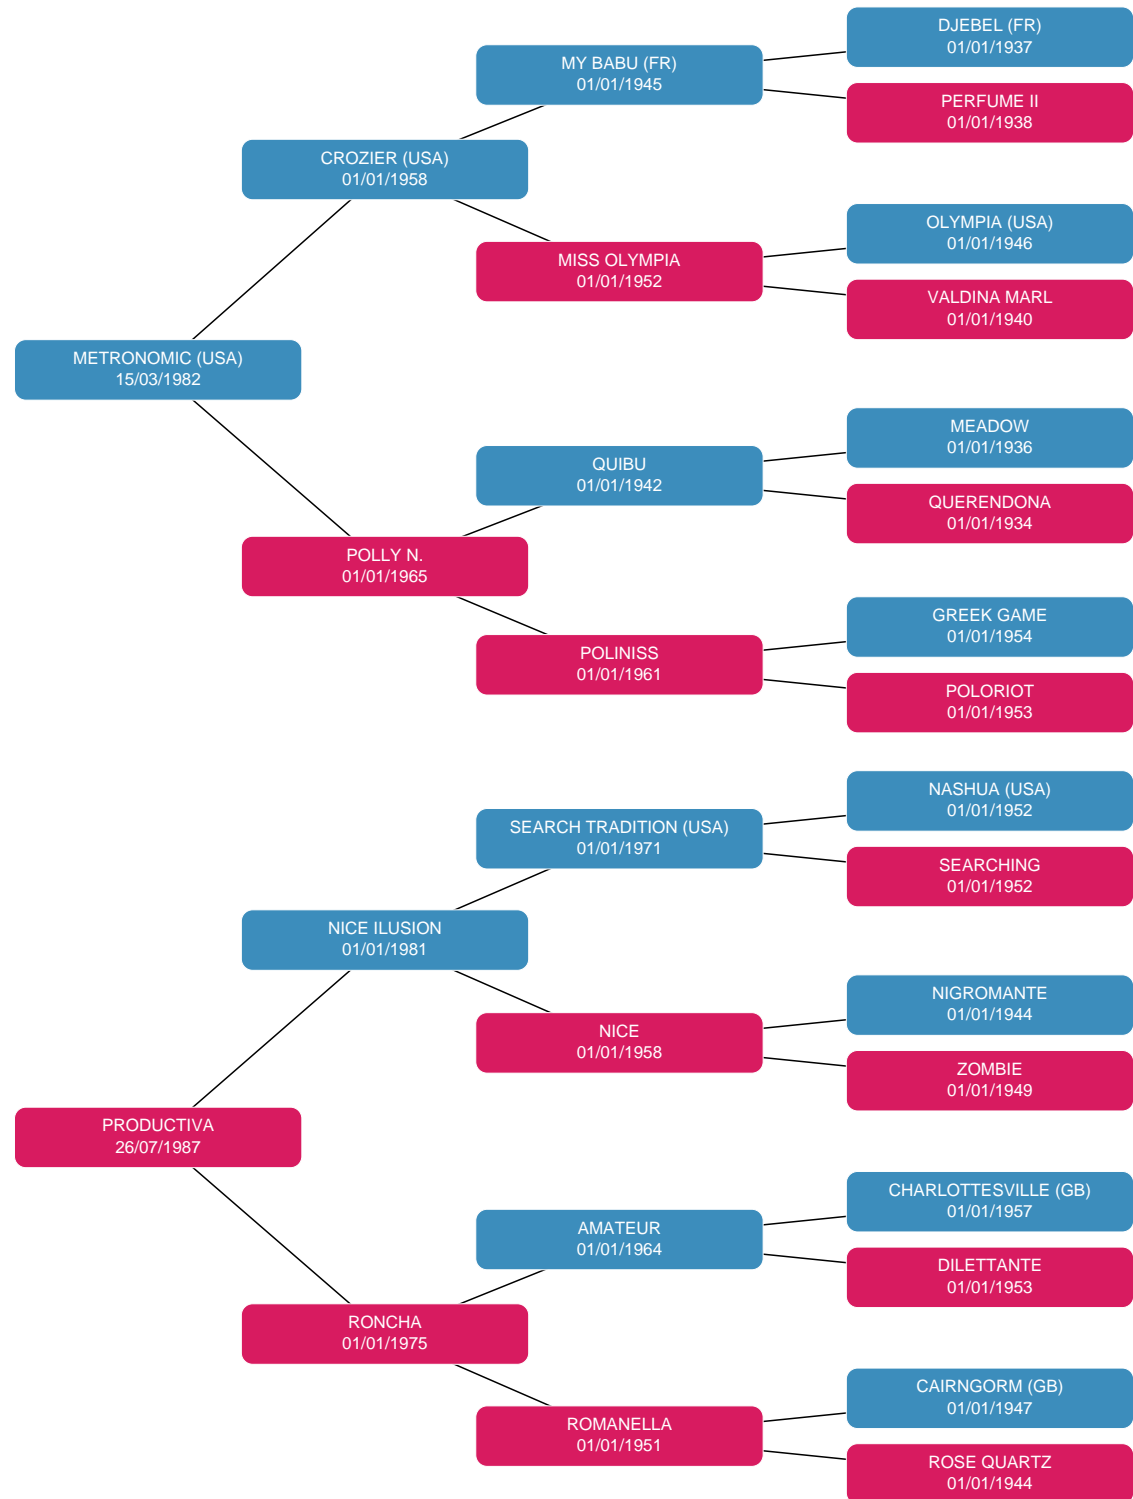 DJEBEL (FR)
01/01/1937
MY BABU (FR)
01/01/1945
PERFUME II
01/01/1938
CROZIER (USA)
01/01/1958
OLYMPIA (USA)
01/01/1946
MISS OLYMPIA
01/01/1952
VALDINA MARL
01/01/1940
METRONOMIC (USA)
15/03/1982
MEADOW
01/01/1936
QUIBU
01/01/1942
QUERENDONA
01/01/1934
POLLY N.
01/01/1965
GREEK GAME
01/01/1954
POLINISS
01/01/1961
POLORIOT
01/01/1953
NASHUA (USA)
01/01/1952
SEARCH TRADITION (USA)
01/01/1971
SEARCHING
01/01/1952
NICE ILUSION
01/01/1981
NIGROMANTE
01/01/1944
NICE
01/01/1958
ZOMBIE
01/01/1949
PRODUCTIVA
26/07/1987
CHARLOTTESVILLE (GB)
01/01/1957
AMATEUR
01/01/1964
DILETTANTE
01/01/1953
RONCHA
01/01/1975
CAIRNGORM (GB)
01/01/1947
ROMANELLA
01/01/1951
ROSE QUARTZ
01/01/1944